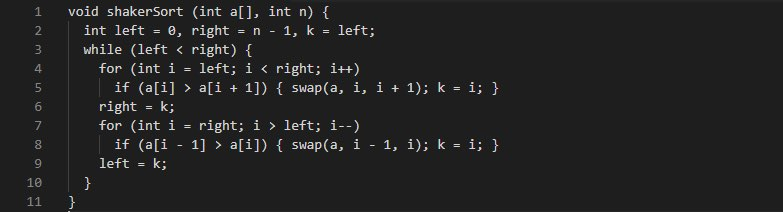 1 void shakerSort (int a[], int n) {
2   int left = 0, right = n - 1, k = left;
3   while (left < right) {
4     for (int i = left; i < right; i++)
5       if (a[i] > a[i + 1]) { swap(a, i, i + 1); k = i; }
6     right = k;
7     for (int i = right; i > left; i--)
8       if (a[i - 1] > a[i]) { swap(a, i - 1, i); k = i; }
9     left = k;
10   }
11 }